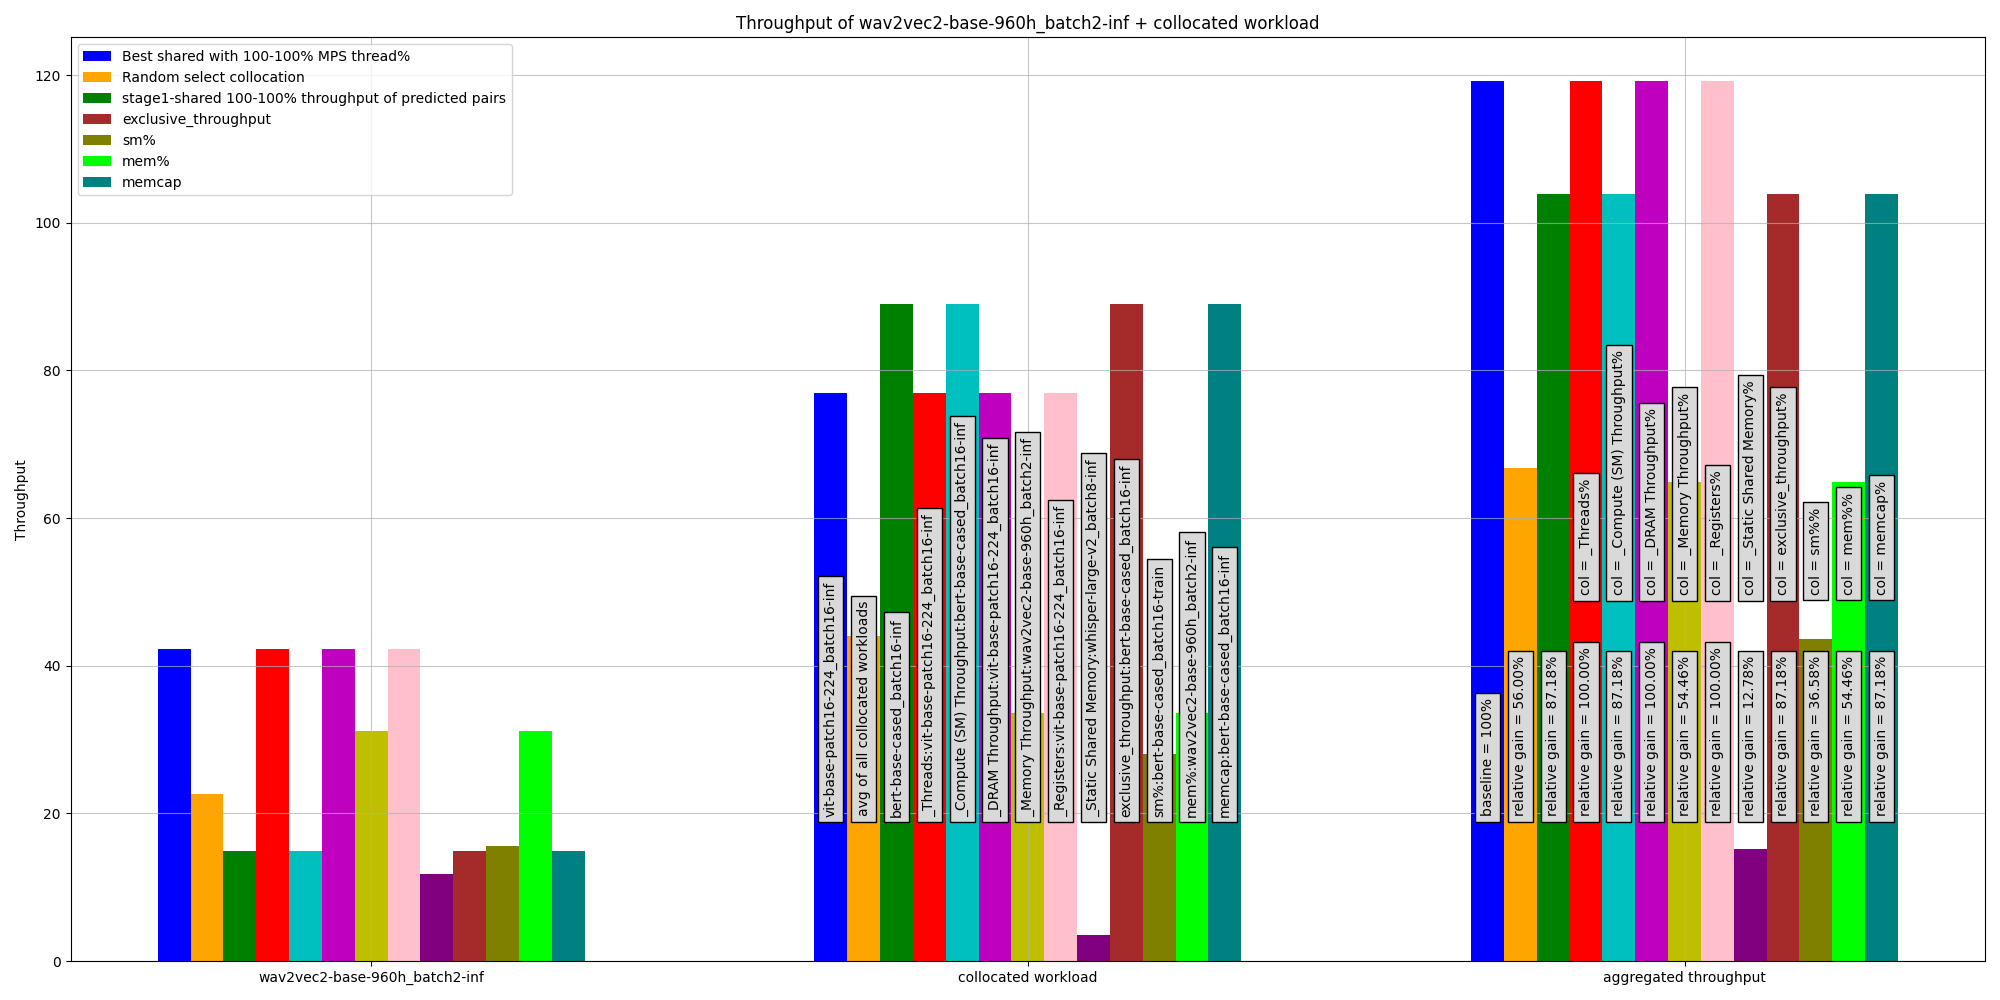 Throughput of wav2vec2-base-960h_batch2-inf + collocated workload
Best shared with 100-100% MPS thread%
Random select collocation
stage1-shared 100-100% throughput of predicted pairs
exclusive_throughput
sm%
mem%
memcap
Throughput
120
100
80
60
40
20
0
vit-base-patch16-224_batch16-inf
avg of all collocated workloads
bert-base-cased_batch16-inf
_Threads:vit-base-patch16-224_batch16-inf
_Compute (SM) Throughput:bert-base-cased_batch16-inf
_DRAM Throughput:vit-base-patch16-224_batch16-inf
_Memory Throughput:wav2vec2-base-960h_batch2-inf
_Registers:vit-base-patch16-224_batch16-inf
_Static Shared Memory:whisper-large-v2_batch8-inf
exclusive_throughput:bert-base-cased_batch16-inf
sm%:bert-base-cased_batch16-train
mem%:wav2vec2-base-960h_batch2-inf
memcap:bert-base-cased_batch16-inf
col = _Threads%
col = _Compute (SM) Throughput%
col = _DRAM Throughput%
col = _Memory Throughput%
col = _Registers%
col = _Static Shared Memory%
col = exclusive_throughput%
col = sm%%
col = mem%%
col = memcap%
baseline = 100%
relative gain = 56.00%
relative gain = 87.18%
relative gain = 100.00%
relative gain = 87.18%
relative gain = 100.00%
relative gain = 54.46%
relative gain = 100.00%
relative gain = 12.78%
relative gain = 87.18%
relative gain = 36.58%
relative gain = 54.46%
relative gain = 87.18%
wav2vec2-base-960h_batch2-inf
collocated workload
aggregated throughput